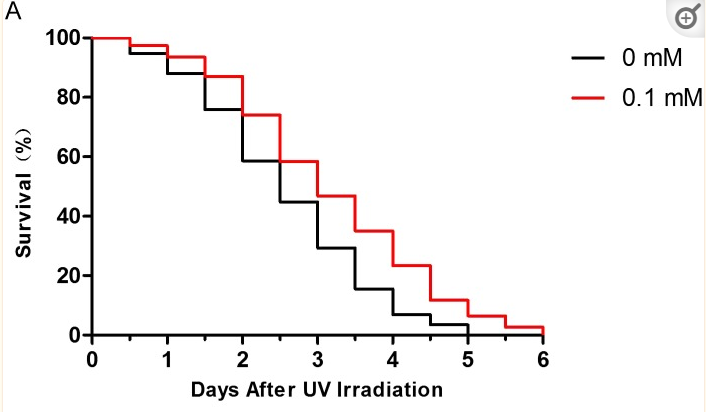 A
100
80
60
40
20
0
Survival (%)
0 1 2 3 4 5 6
Days After UV Irradiation
0 mM
0.1 mM